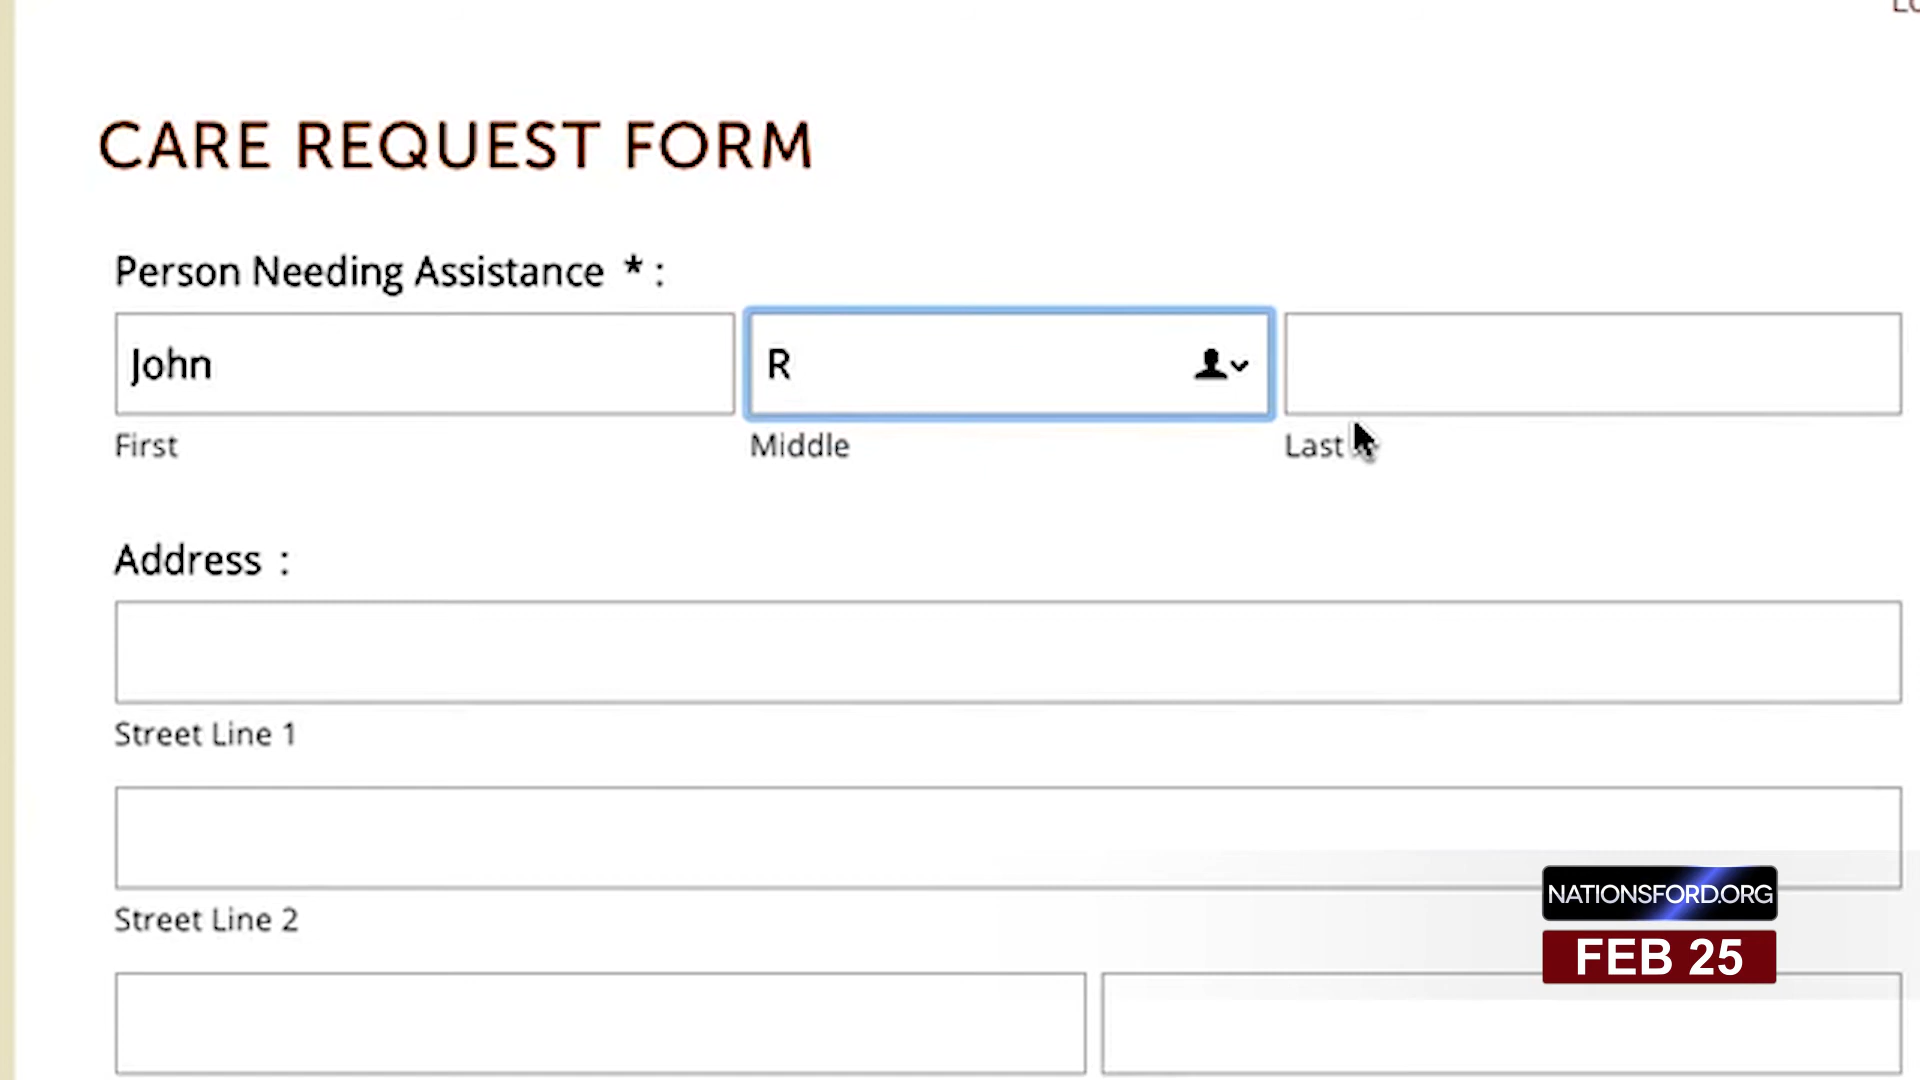 CARE REQUEST FORM
Person Needing Assistance * :
John R
First Middle Last
Address :
Street Line 1
Street Line 2
NATIONSFORD.ORG
FEB 25